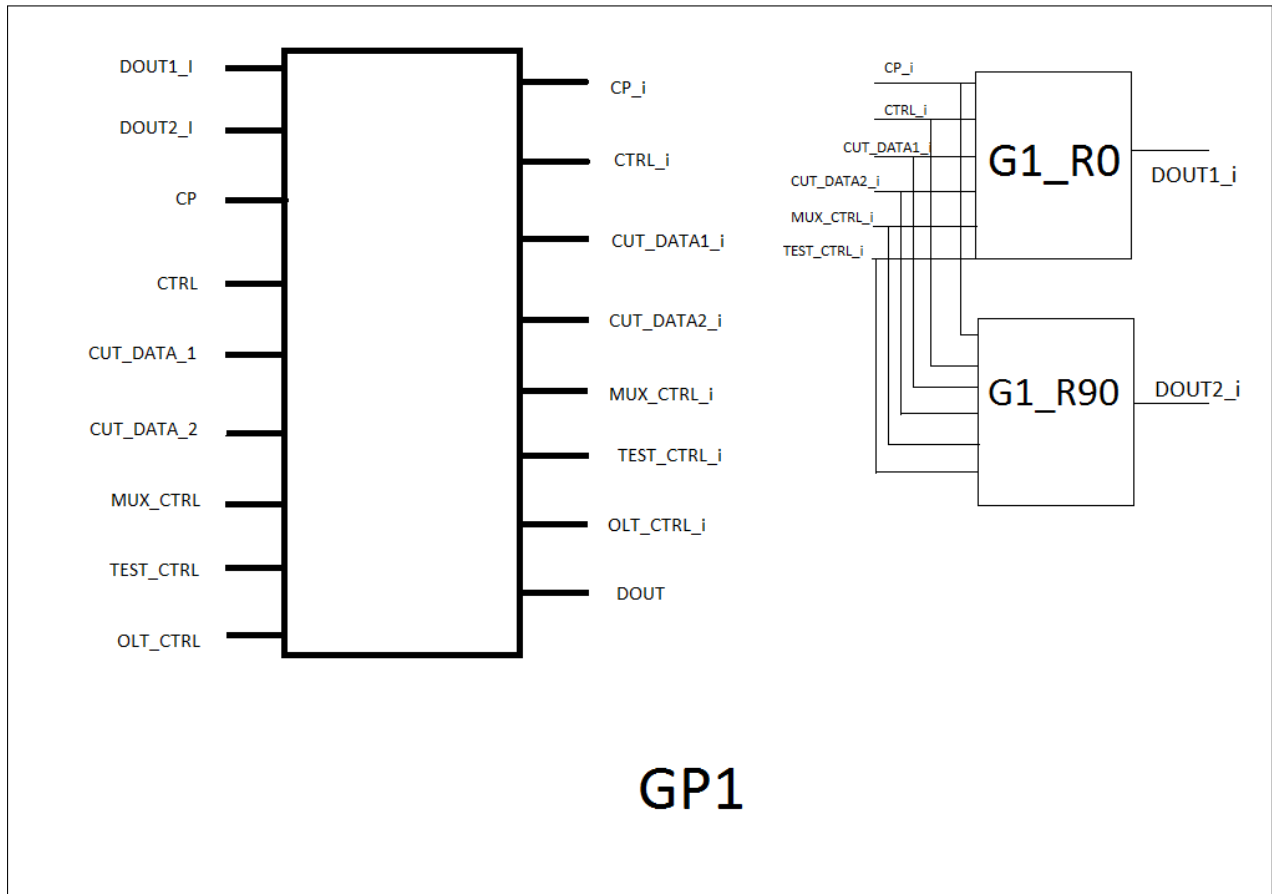 DOUT1_I
DOUT2_I
CP
CTRL
CUT_DATA_1
CUT_DATA_2
MUX_CTRL
TEST_CTRL
OLT_CTRL
CP_i
CTRL_i
CUT_DATA1_i
CUT_DATA2_i
MUX_CTRL_i
TEST_CTRL_i
OLT_CTRL_i
DOUT
CP_i
CTRL_i
CUT_DATA1_i
CUT_DATA2_i
MUX_CTRL_i
TEST_CTRL_i
G1_R0
DOUT1_i
G1_R90
DOUT2_i
GP1